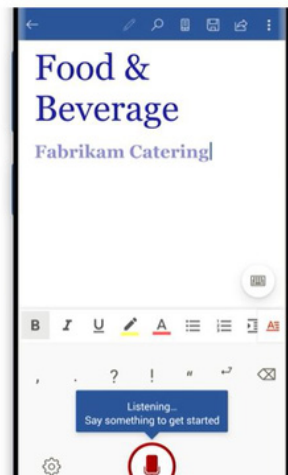 Food &
Beverage
Fabrikam Catering
B I U A A
, . ? ! "
Listening...
Say something to get started